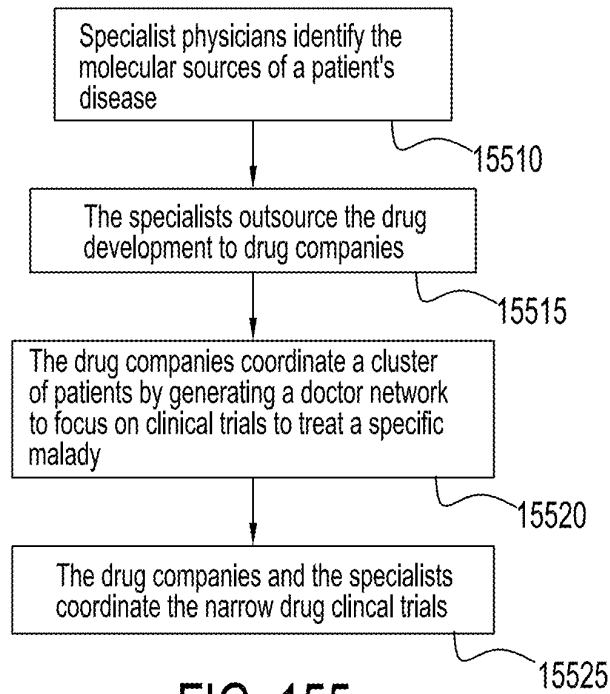 Specialist physicians identify the
molecular sources of a patient's
disease
15510
The specialists outsource the drug
development to drug companies
15515
The drug companies coordinate a cluster
of patients by generating a doctor network
to focus on clinical trials to treat a specific
malady
15520
The drug companies and the specialists
coordinate the narrow drug clincal trials
15525
FIG. 155